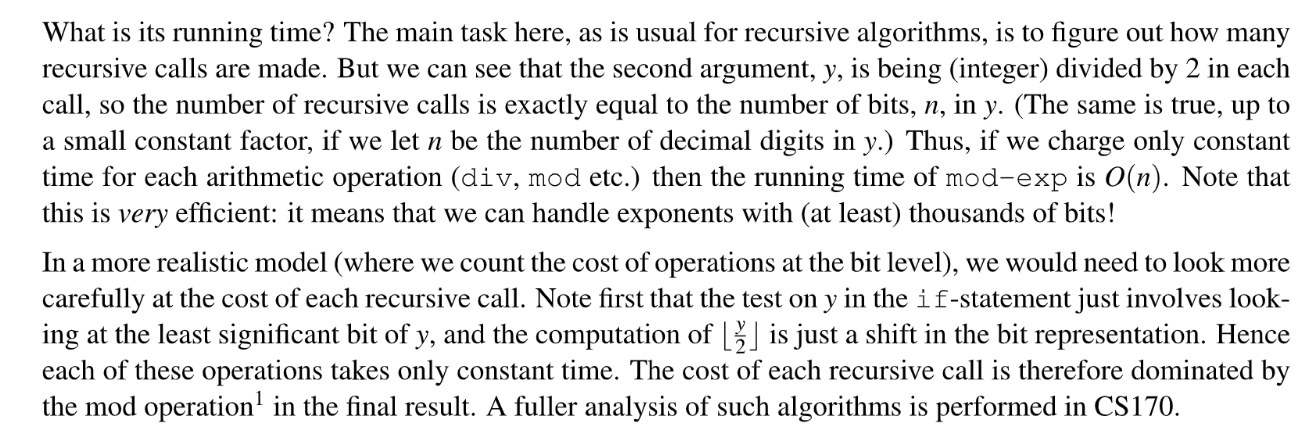 What is its running time? The main task here, as is usual for recursive algorithms, is to figure out how many
recursive calls are made. But we can see that the second argument, y, is being (integer) divided by 2 in each
call, so the number of recursive calls is exactly equal to the number of bits, n, in y. (The same is true, up to
a small constant factor, if we let n be the number of decimal digits in y.) Thus, if we charge only constant
time for each arithmetic operation (div, mod etc.) then the running time of mod-exp is O(n). Note that
this is very efficient: it means that we can handle exponents with (at least) thousands of bits!
In a more realistic model (where we count the cost of operations at the bit level), we would need to look more
carefully at the cost of each recursive call. Note first that the test on y in the if-statement just involves look-
ing at the least significant bit of y, and the computation of ⌊y/2⌋ is just a shift in the bit representation. Hence
each of these operations takes only constant time. The cost of each recursive call is therefore dominated by
the mod operation¹ in the final result. A fuller analysis of such algorithms is performed in CS170.